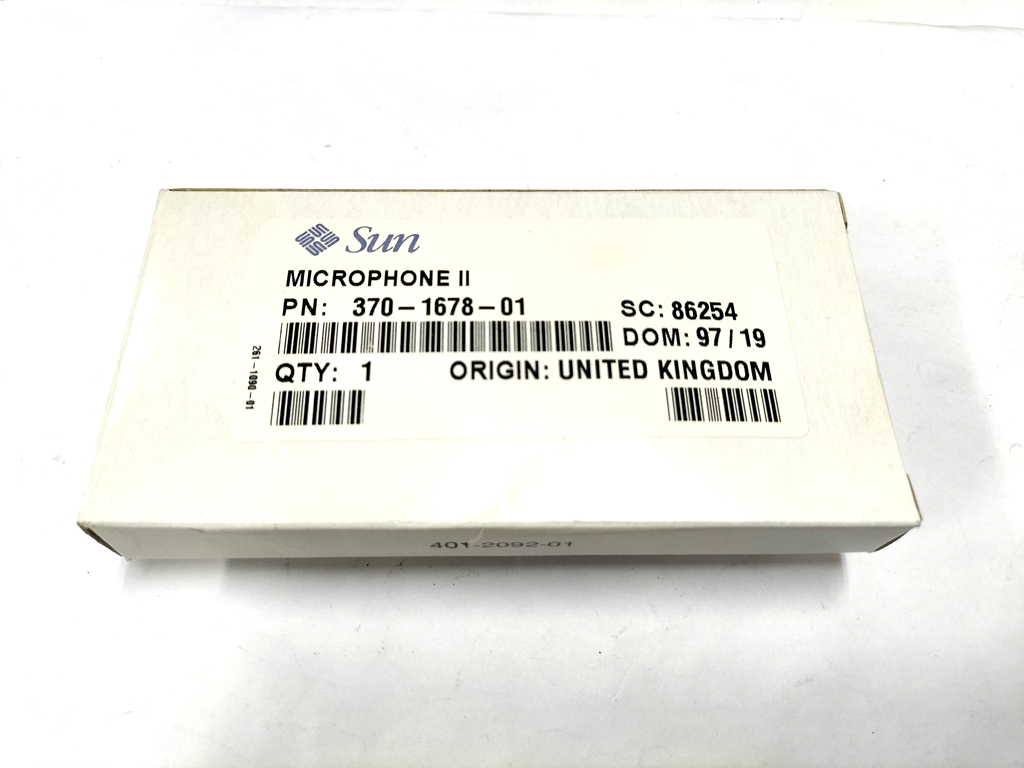 Sun
MICROPHONE II
PN: 370-1678-01
SC: 86254
DOM: 97/19
QTY: 1
ORIGIN: UNITED KINGDOM
261-1090-01
401-2092-01